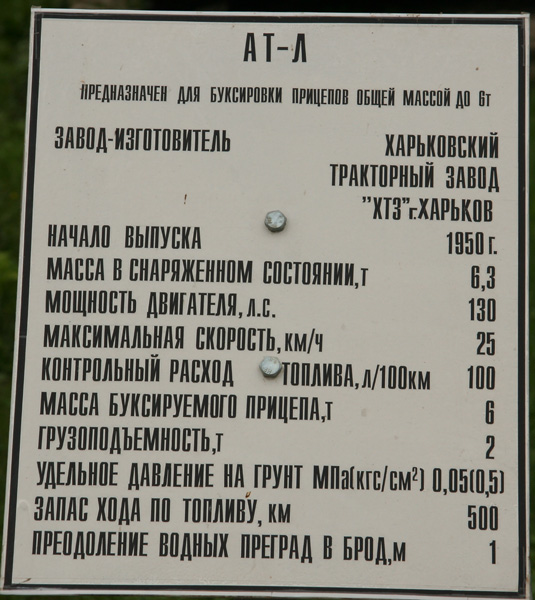 АТ-Л
ПРЕДНАЗНАЧЕН ДЛЯ БУКСИРОВКИ ПРИЦЕПОВ ОБЩЕЙ МАССОЙ ДО 6т
ЗАВОД-ИЗГОТОВИТЕЛЬ ХАРЬКОВСКИЙ
ТРАКТОРНЫЙ ЗАВОД
"ХТЗ" г.ХАРЬКОВ
НАЧАЛО ВЫПУСКА 1950 г.
МАССА В СНАРЯЖЕННОМ СОСТОЯНИИ,т 6,3
МОЩНОСТЬ ДВИГАТЕЛЯ, л.с. 130
МАКСИМАЛЬНАЯ СКОРОСТЬ, км/ч 25
КОНТРОЛЬНЫЙ РАСХОД ТОПЛИВА, л/100км 100
МАССА БУКСИРУЕМОГО ПРИЦЕПА,т 6
ГРУЗОПОДЪЕМНОСТЬ,т 2
УДЕЛЬНОЕ ДАВЛЕНИЕ НА ГРУНТ МПа(кгс/см²) 0,05(0,5)
ЗАПАС ХОДА ПО ТОПЛИВУ, км 500
ПРЕОДОЛЕНИЕ ВОДНЫХ ПРЕГРАД В БРОД, м 1